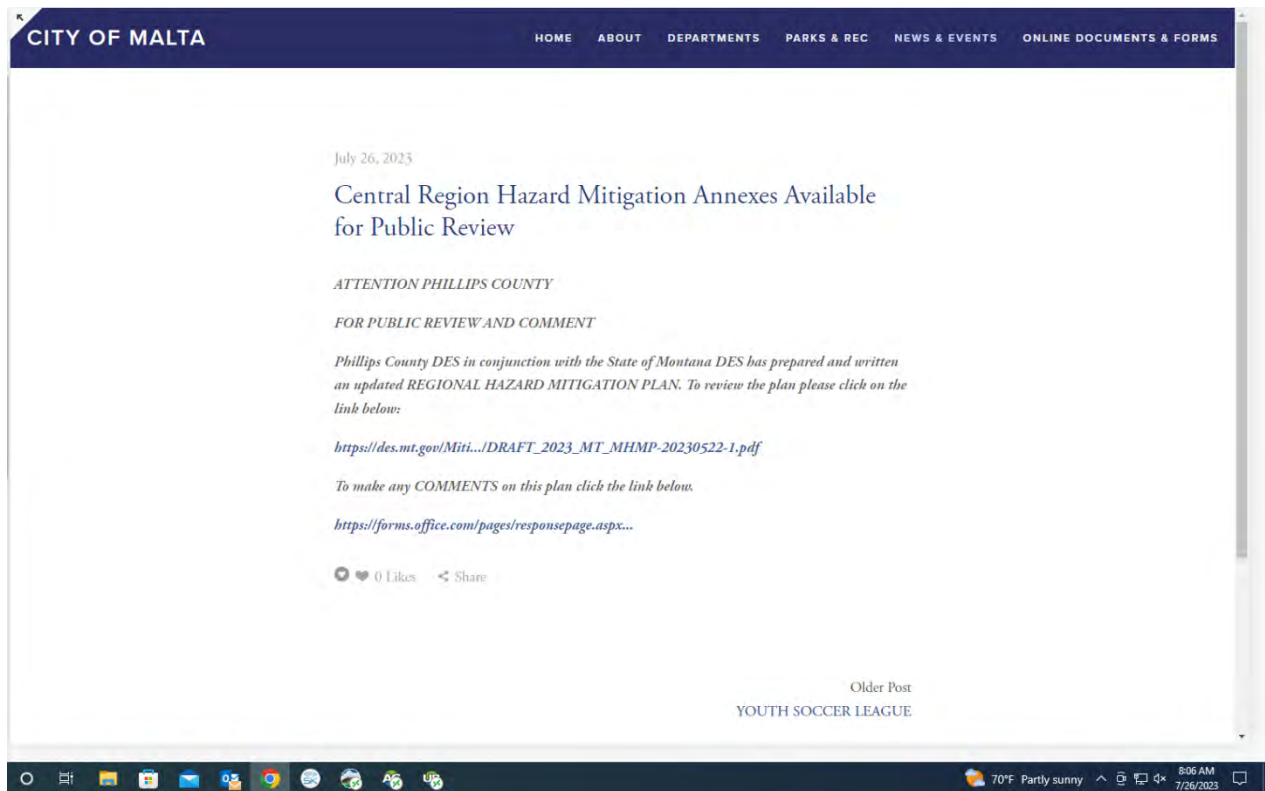 CITY OF MALTA
HOME ABOUT DEPARTMENTS PARKS & REC NEWS & EVENTS ONLINE DOCUMENTS & FORMS
July 26, 2023
Central Region Hazard Mitigation Annexes Available
for Public Review
ATTENTION PHILLIPS COUNTY
FOR PUBLIC REVIEW AND COMMENT
Phillips County DES in conjunction with the State of Montana DES has prepared and written
an updated REGIONAL HAZARD MITIGATION PLAN. To review the plan please click on the
link below:
https://des.mt.gov/Miti.../DRAFT_2023_MT_MHMP-20230522-1.pdf
To make any COMMENTS on this plan click the link below.
https://forms.office.com/pages/responsepage.aspx...
0 Likes Share
Older Post
YOUTH SOCCER LEAGUE
70°F Partly sunny
8:06 AM
7/26/2023